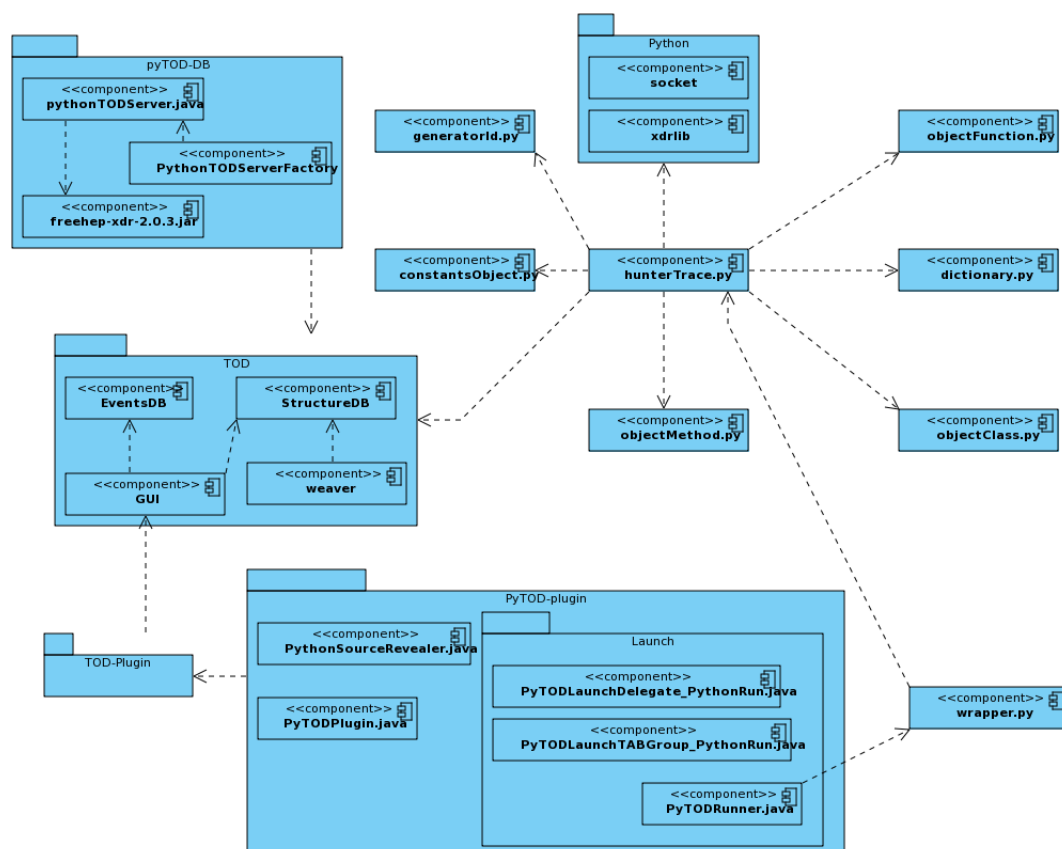 pyTOD-DB
<<component>>
pythonTODServer.java
<<component>>
PythonTODServerFactory
<<component>>
freehep-xdr-2.0.3.jar
Python
<<component>>
socket
<<component>>
xdrlib
<<component>>
generatorId.py
<<component>>
objectFunction.py
<<component>>
constantsObject.py
<<component>>
hunterTrace.py
<<component>>
dictionary.py
<<component>>
objectMethod.py
<<component>>
objectClass.py
TOD
<<component>>
EventsDB
<<component>>
StructureDB
<<component>>
GUI
<<component>>
weaver
TOD-Plugin
PyTOD-plugin
<<component>>
PythonSourceRevealer.java
<<component>>
PyTODPlugin.java
Launch
<<component>>
PyTODLaunchDelegate_PythonRun.java
<<component>>
PyTODLaunchTABGroup_PythonRun.java
<<component>>
PyTODRunner.java
<<component>>
wrapper.py